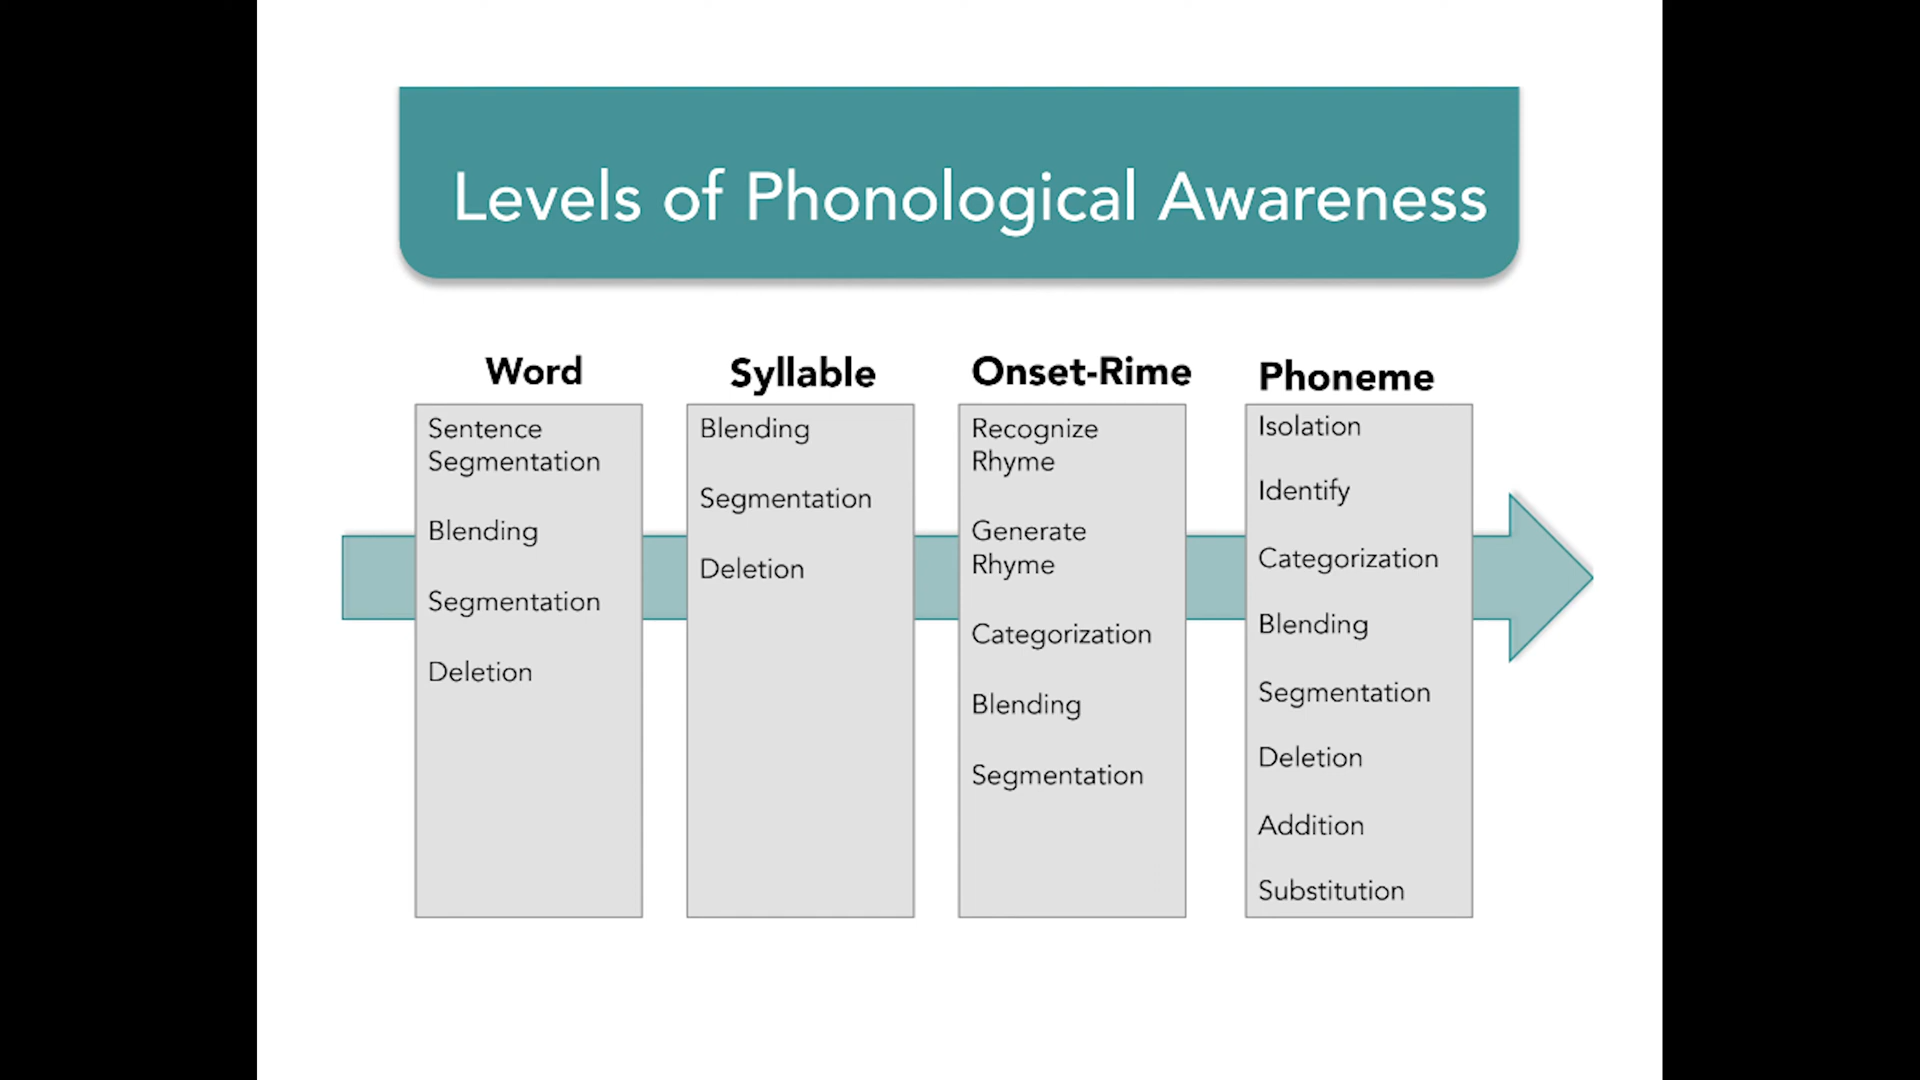 Levels of Phonological Awareness
Word
Sentence
Segmentation
Blending
Segmentation
Deletion
Syllable
Blending
Segmentation
Deletion
Onset-Rime
Recognize
Rhyme
Generate
Rhyme
Categorization
Blending
Segmentation
Phoneme
Isolation
Identify
Categorization
Blending
Segmentation
Deletion
Addition
Substitution